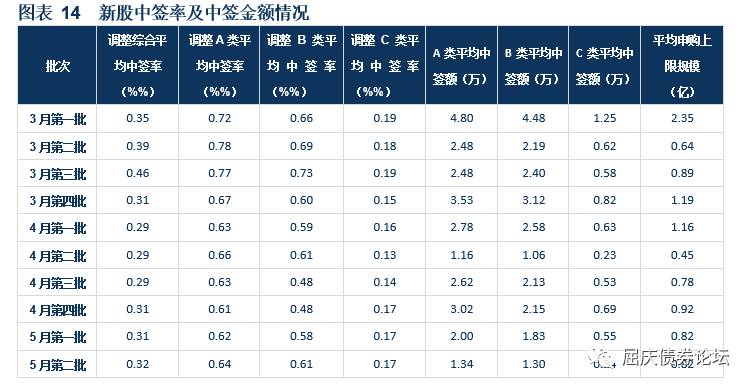 图表 14 新股中签率及中签金额情况
批次 调整综合平均中签率（%%） 调整 A 类平均中签率（%%） 调整 B 类平均中签率（%%） 调整 C 类平均中签率（%%） A 类平均中签额（万） B 类平均中签额（万） C 类平均中签额（万） 平均申购上限规模（亿）
3 月第一批 0.35 0.72 0.66 0.19 4.80 4.48 1.25 2.35
3 月第二批 0.39 0.78 0.69 0.18 2.48 2.19 0.62 0.64
3 月第三批 0.46 0.77 0.73 0.19 2.48 2.40 0.58 0.89
3 月第四批 0.31 0.67 0.60 0.15 3.53 3.12 0.82 1.19
4 月第一批 0.29 0.63 0.59 0.16 2.78 2.58 0.63 1.16
4 月第二批 0.29 0.66 0.61 0.13 1.16 1.06 0.23 0.45
4 月第三批 0.29 0.63 0.48 0.14 2.62 2.13 0.53 0.78
4 月第四批 0.31 0.61 0.48 0.17 3.02 2.15 0.69 0.92
5 月第一批 0.31 0.62 0.58 0.17 2.00 1.83 0.55 0.82
5 月第二批 0.32 0.64 0.61 0.17 1.34 1.30
屈庆债券论坛